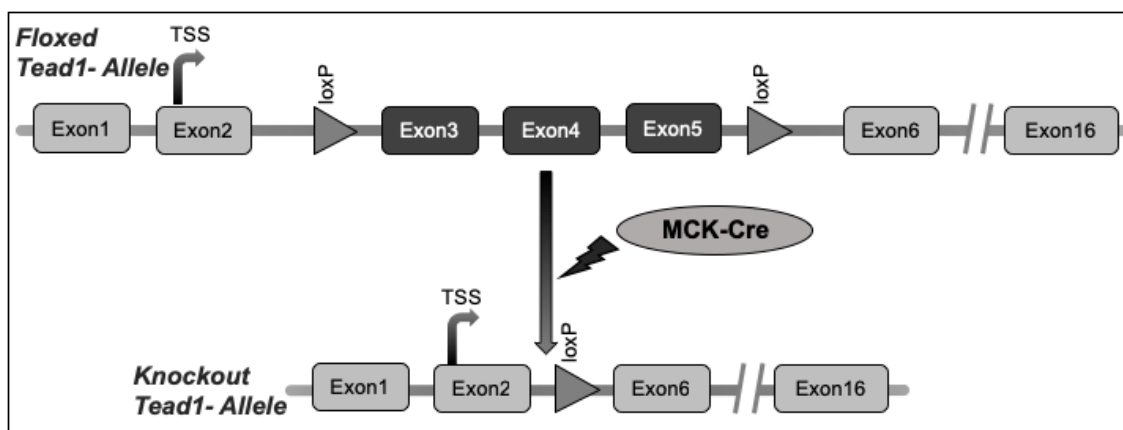 Floxed
Tead1- Allele
TSS
loxP
loxP
Exon1
Exon2
Exon3
Exon4
Exon5
Exon6
Exon16
MCK-Cre
TSS
loxP
Knockout
Tead1- Allele
Exon1
Exon2
Exon6
Exon16